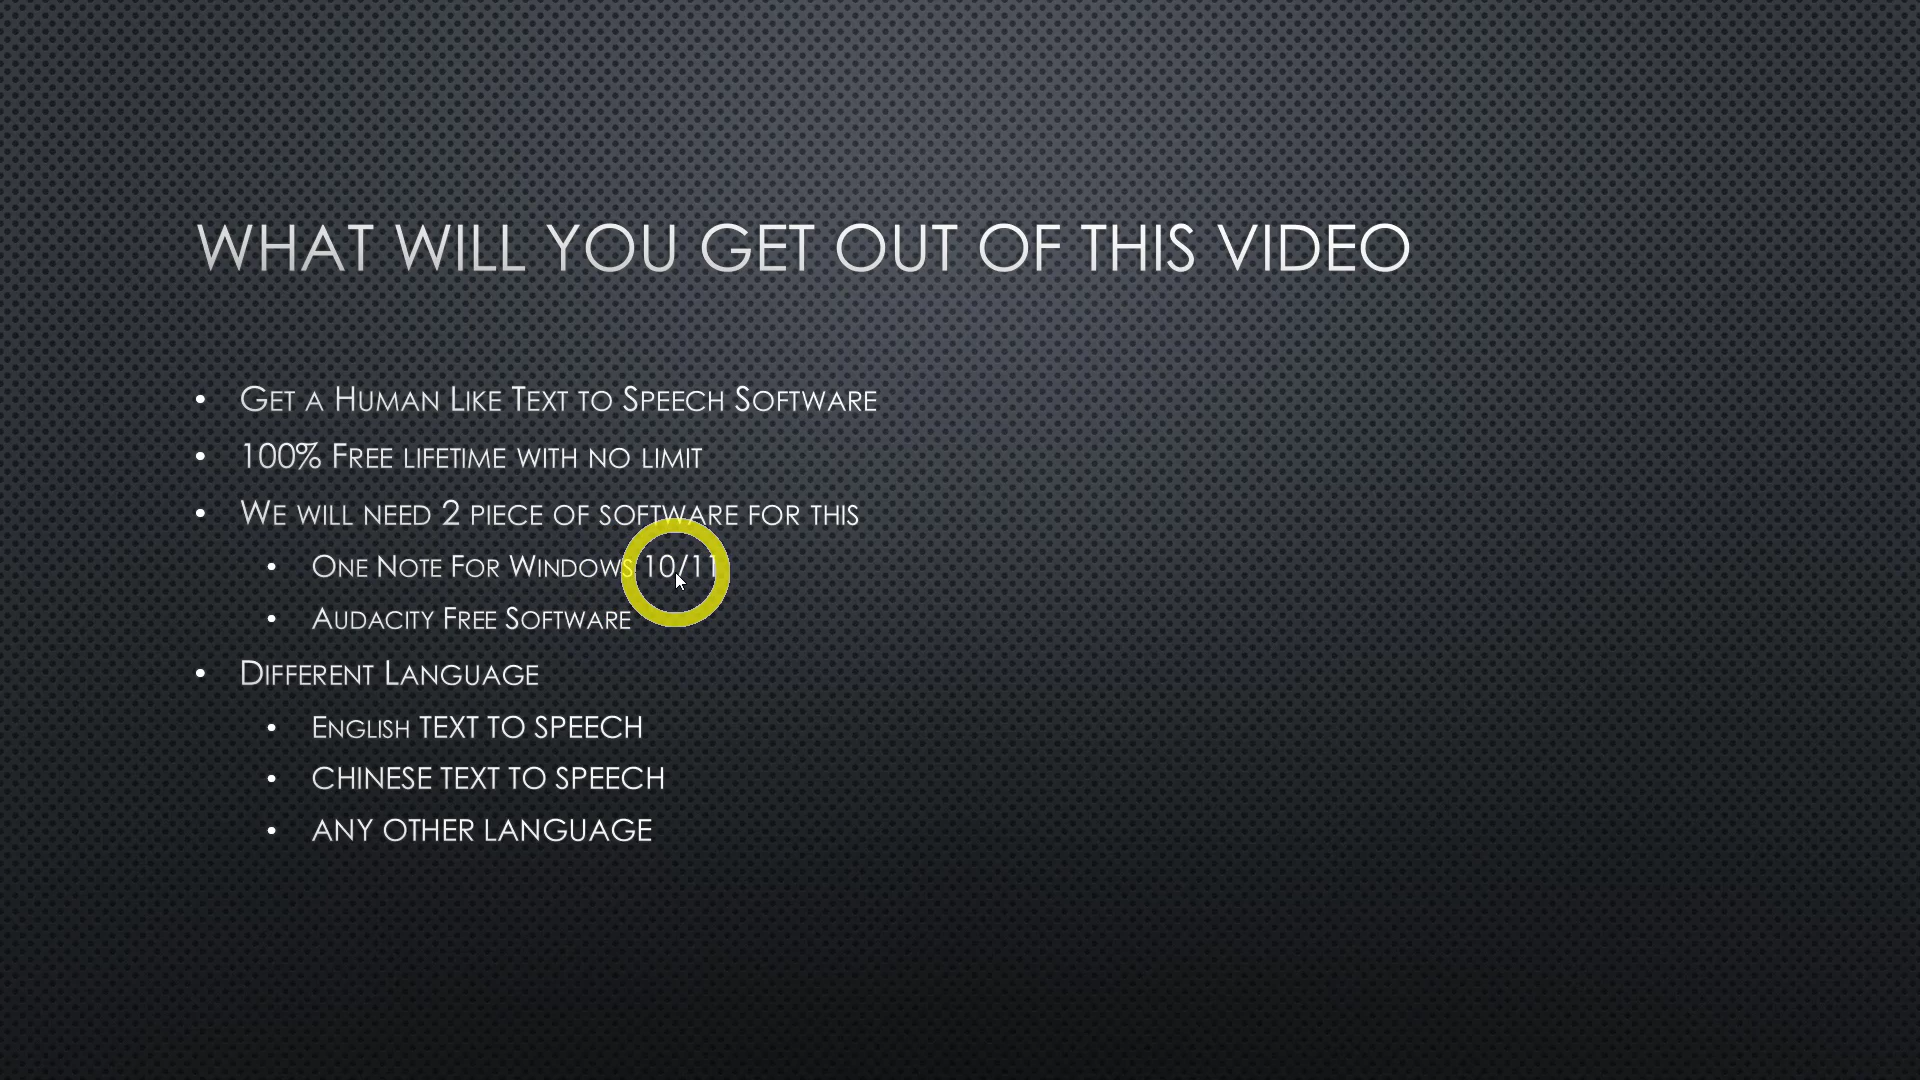 WHAT WILL YOU GET OUT OF THIS VIDEO
• GET A HUMAN LIKE TEXT TO SPEECH SOFTWARE
• 100% FREE LIFETIME WITH NO LIMIT
• WE WILL NEED 2 PIECE OF SOFTWARE FOR THIS
• ONE NOTE FOR WINDOWS 10/11
• AUDACITY FREE SOFTWARE
• DIFFERENT LANGUAGE
• ENGLISH TEXT TO SPEECH
• CHINESE TEXT TO SPEECH
• ANY OTHER LANGUAGE